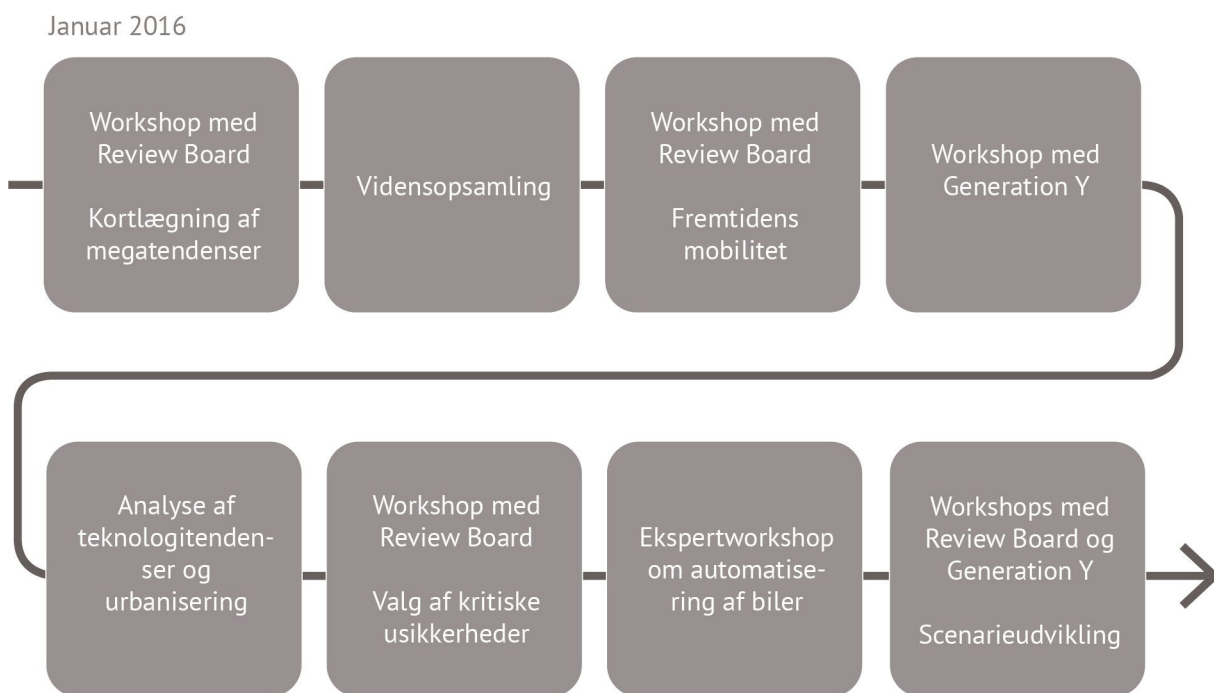 Januar 2016
Workshop med
Review Board
Kortlægning af
megatendenser
Vidensopsamling
Workshop med
Review Board
Fremtidens
mobilitet
Workshop med
Generation Y
Analyse af
teknologitenden-
ser og
urbanisering
Workshop med
Review Board
Valg af kritiske
usikkerheder
Ekspertworkshop
om automatise-
ring af biler
Workshops med
Review Board og
Generation Y
Scenarieudvikling